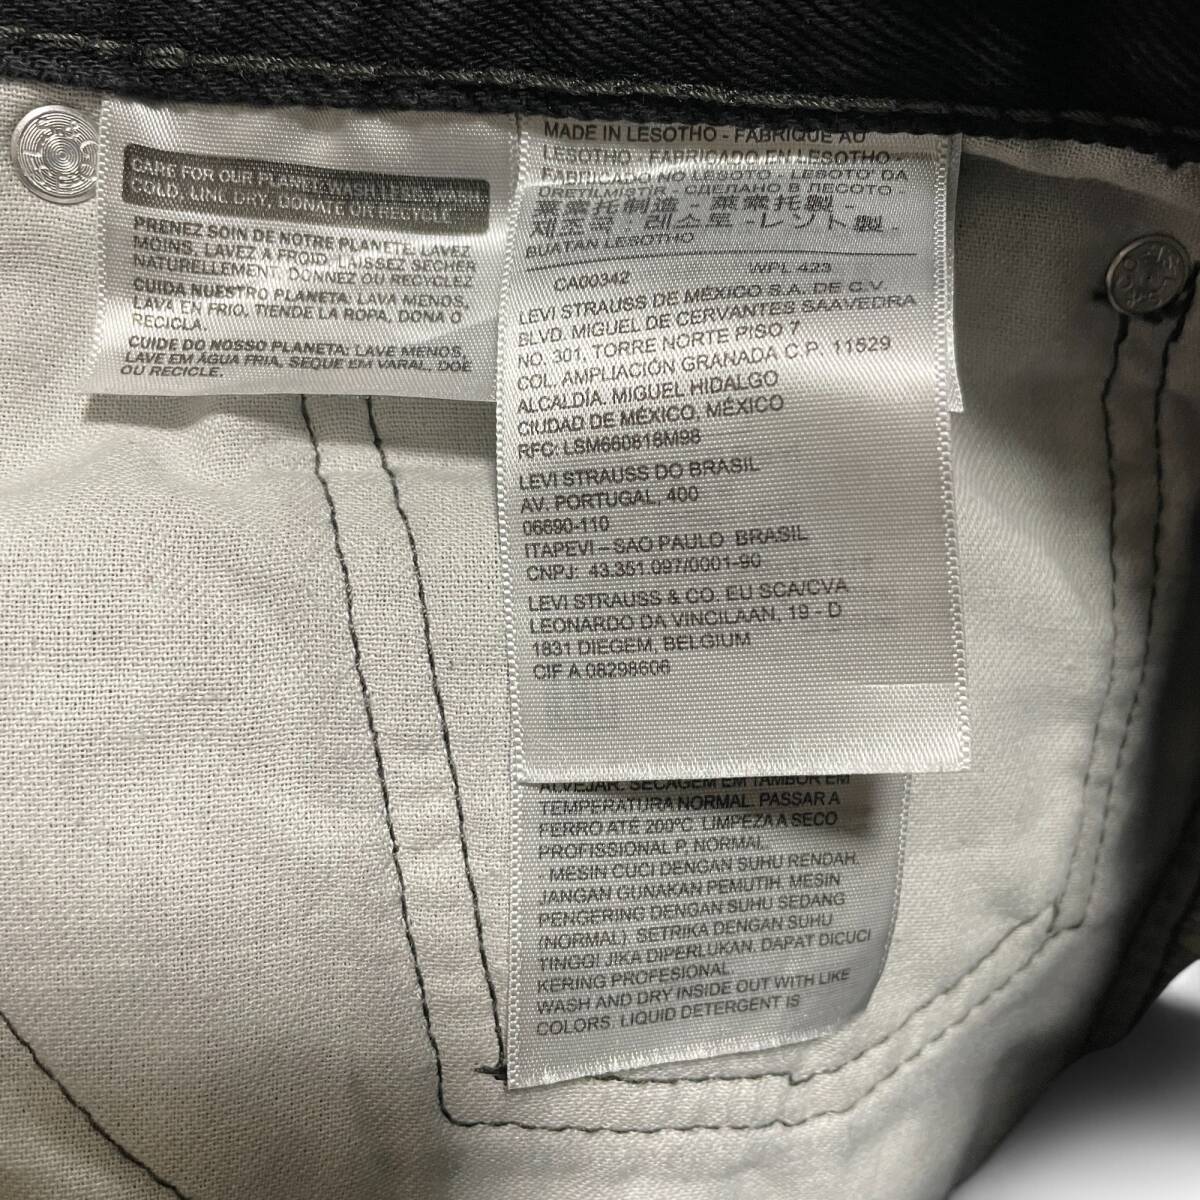 CARE FOR OUR PLANET: WASH LESS, WASH
COLD, LINE DRY, DONATE OR RECYCLE.
PRENEZ SOIN DE NOTRE PLANÈTE: LAVEZ
MOINS, LAVEZ À FROID, LAISSEZ SÉCHER
NATURELLEMENT, DONNEZ OU RECYCLEZ
CUIDA NUESTRO PLANETA: LAVA MENOS,
LAVA EN FRÍO, TIENDE LA ROPA, DONA O
RECICLA.
CUIDE DO NOSSO PLANETA: LAVE MENOS,
LAVE EM ÁGUA FRIA, SEQUE EM VARAL, DOE
OU RECICLE.
MADE IN LESOTHO - FABRIQUÉ AU
LESOTHO - FABRICADO EN LESOTHO -
FABRICADO NO LESOTO - LESOTO' DA
ÜRETİLMİŞTİR - СДЕЛАНО В ЛЕСОТО -
莱索托制造 - 萊索托製 -
제조국 - 레소토 - レソト製 -
BUATAN LESOTHO
CA00342 WPL 423
LEVI STRAUSS DE MÉXICO S.A. DE C.V.
BLVD. MIGUEL DE CERVANTES SAAVEDRA
NO. 301, TORRE NORTE PISO 7
COL. AMPLIACIÓN GRANADA C.P. 11529
ALCALDÍA. MIGUEL HIDALGO
CIUDAD DE MÉXICO, MÉXICO
RFC: LSM660818M98
LEVI STRAUSS DO BRASIL
AV. PORTUGAL, 400
06690-110
ITAPEVI – SAO PAULO BRASIL
CNPJ: 43.351.097/0001-90
LEVI STRAUSS & CO. EU SCA/CVA
LEONARDO DA VINCILAAN, 19 - D
1831 DIEGEM, BELGIUM
CIF A 08298606
ALVEJAR. SECAGEM EM TAMBOR EM
TEMPERATURA NORMAL. PASSAR A
FERRO ATÉ 200°C. LIMPEZA A SECO
PROFISSIONAL P, NORMAL.
- MESIN CUCI DENGAN SUHU RENDAH.
JANGAN GUNAKAN PEMUTIH. MESIN
PENGERING DENGAN SUHU SEDANG
(NORMAL). SETRIKA DENGAN SUHU
TINGGI JIKA DIPERLUKAN. DAPAT DICUCI
KERING PROFESIONAL
WASH AND DRY INSIDE OUT WITH LIKE
COLORS. LIQUID DETERGENT IS